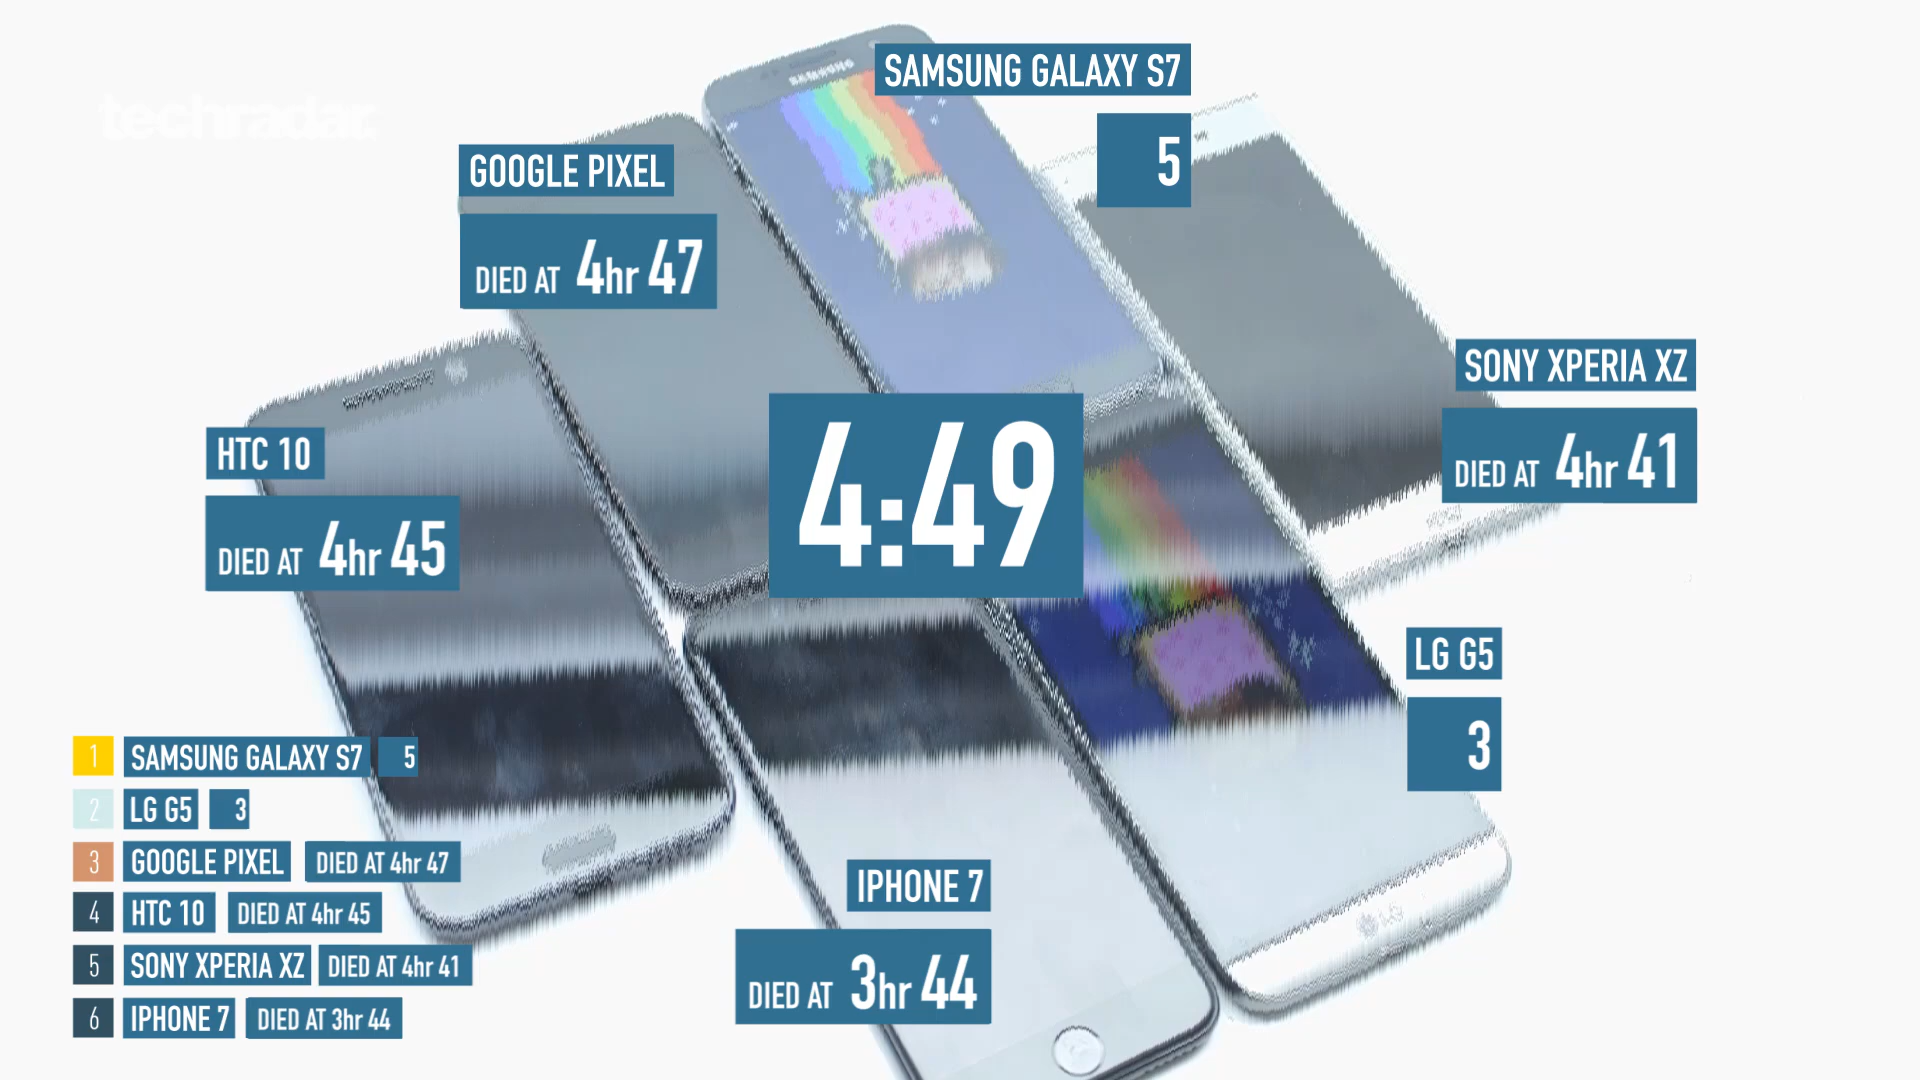 techradar.
SAMSUNG
SAMSUNG GALAXY S7
5
GOOGLE PIXEL
DIED AT 4hr 47
SONY XPERIA XZ
DIED AT 4hr 41
HTC 10
DIED AT 4hr 45
4:49
LG G5
3
IPHONE 7
DIED AT 3hr 44
LG
1 SAMSUNG GALAXY S7 5
2 LG G5 3
3 GOOGLE PIXEL DIED AT 4hr 47
4 HTC 10 DIED AT 4hr 45
5 SONY XPERIA XZ DIED AT 4hr 41
6 IPHONE 7 DIED AT 3hr 44